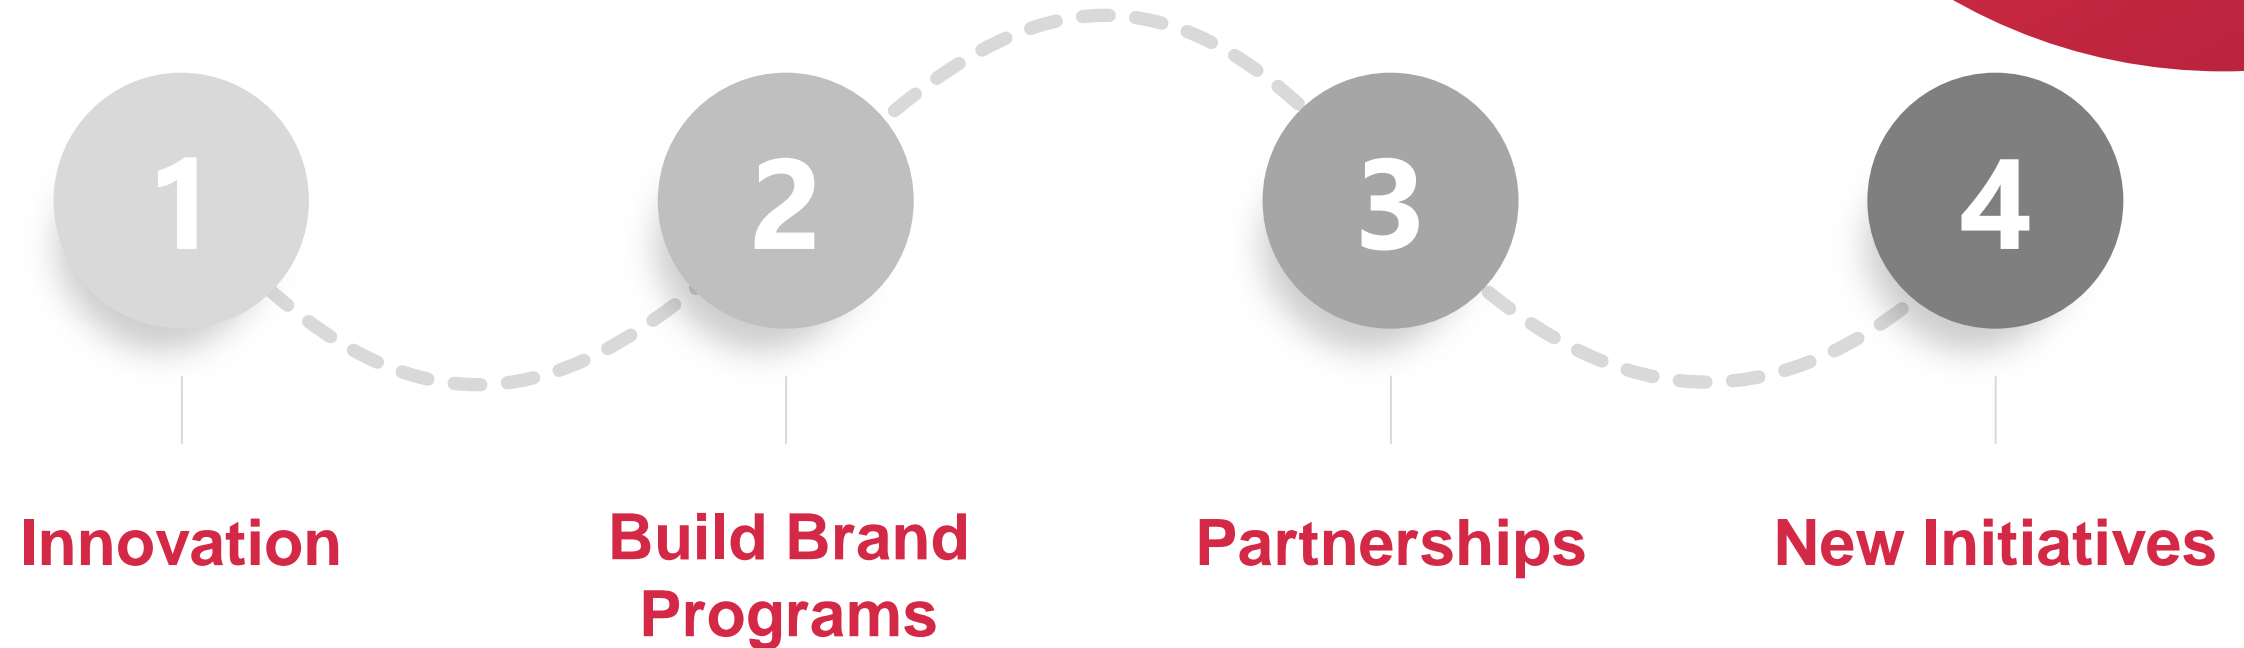 1
2
3
4
Innovation
Build Brand
Programs
Partnerships
New Initiatives